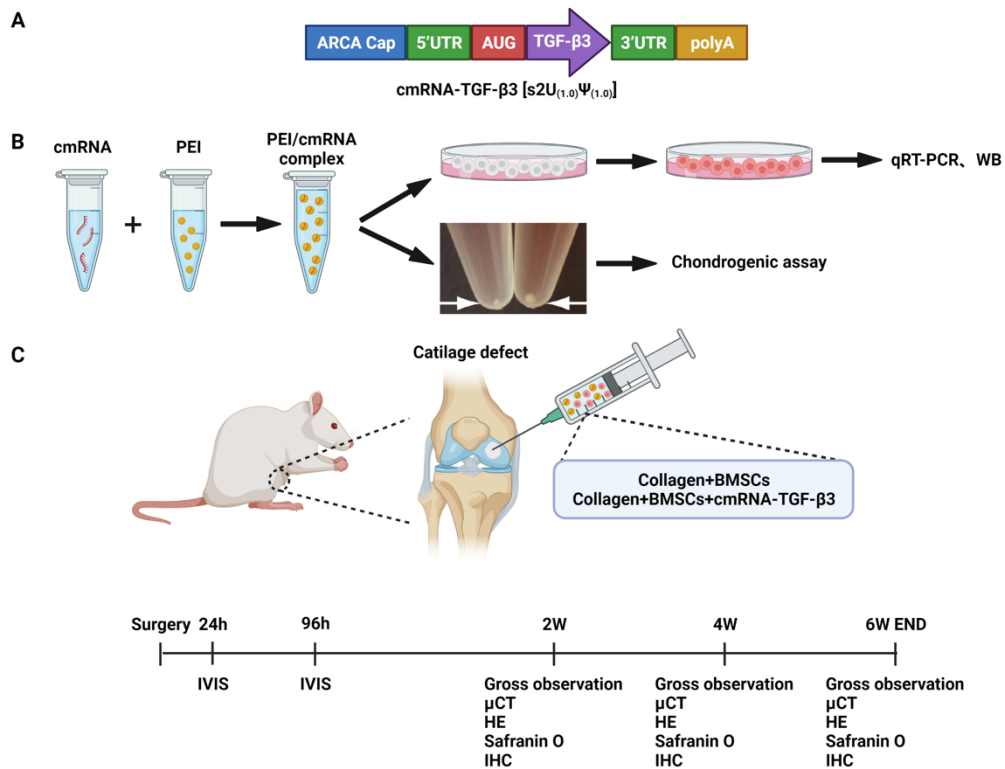 A
ARCA Cap 5'UTR AUG TGF-β3 3'UTR polyA
cmRNA-TGF-β3 [s2U(1.0)Ψ(1.0)]
B
cmRNA
PEI
PEI/cmRNA
complex
qRT-PCR、WB
Chondrogenic assay
C
Catilage defect
Collagen+BMSCs
Collagen+BMSCs+cmRNA-TGF-β3
Surgery 24h 96h 2W 4W 6W END
IVIS IVIS Gross observation Gross observation Gross observation
μCT μCT μCT
HE HE HE
Safranin O Safranin O Safranin O
IHC IHC IHC